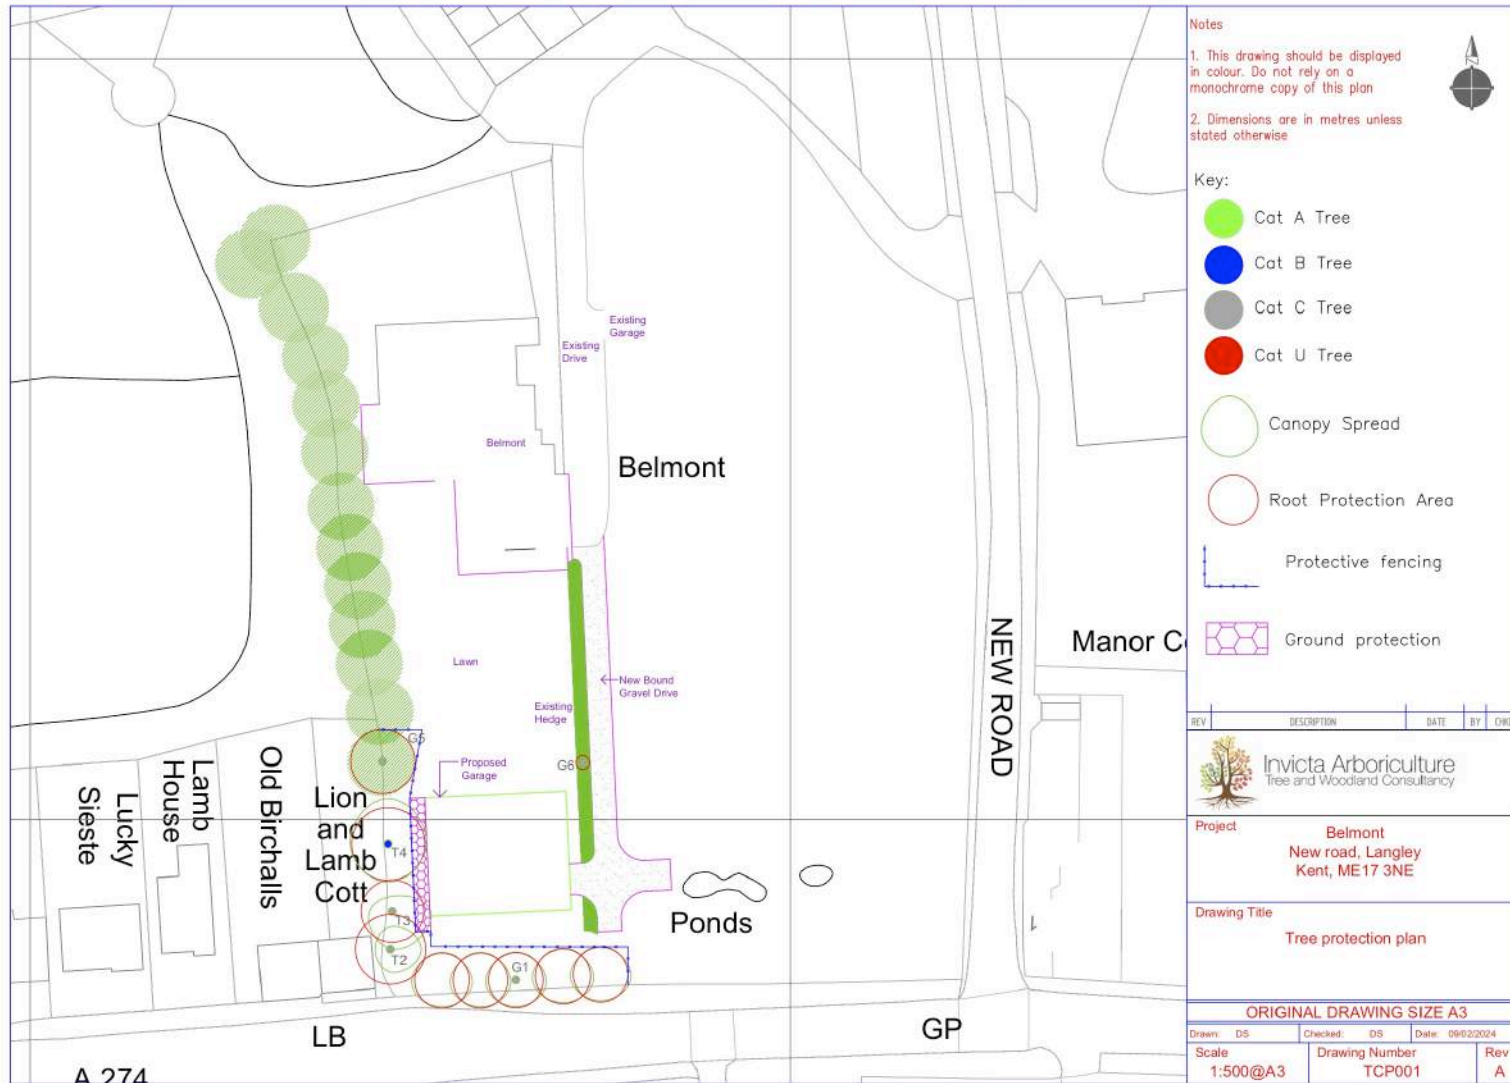 Existing
Garage
Existing
Drive
Belmont
Belmont
NEW ROAD
Manor C
Lawn
New Bound
Gravel Drive
Existing
Hedge
G5
G6
Proposed
Garage
Sieste
Lucky
House
Lamb
Old Birchalls
Lion
and
Lamb
Cott
T4
T3
T2
G1
Ponds
LB
GP
A 274
Notes
1. This drawing should be displayed
in colour. Do not rely on a
monochrome copy of this plan
2. Dimensions are in metres unless
stated otherwise
N
Key:
Cat A Tree
Cat B Tree
Cat C Tree
Cat U Tree
Canopy Spread
Root Protection Area
Protective fencing
Ground protection
REV DESCRIPTION DATE BY
Invicta Arboriculture
Tree and Woodland Consultancy
Project
Belmont
New road, Langley
Kent, ME17 3NE
Drawing Title
Tree protection plan
ORIGINAL DRAWING SIZE A3
Drawn: DS Checked: DS Date: 09/02/2024
Scale Drawing Number Rev
1:500@A3 TCP001 A